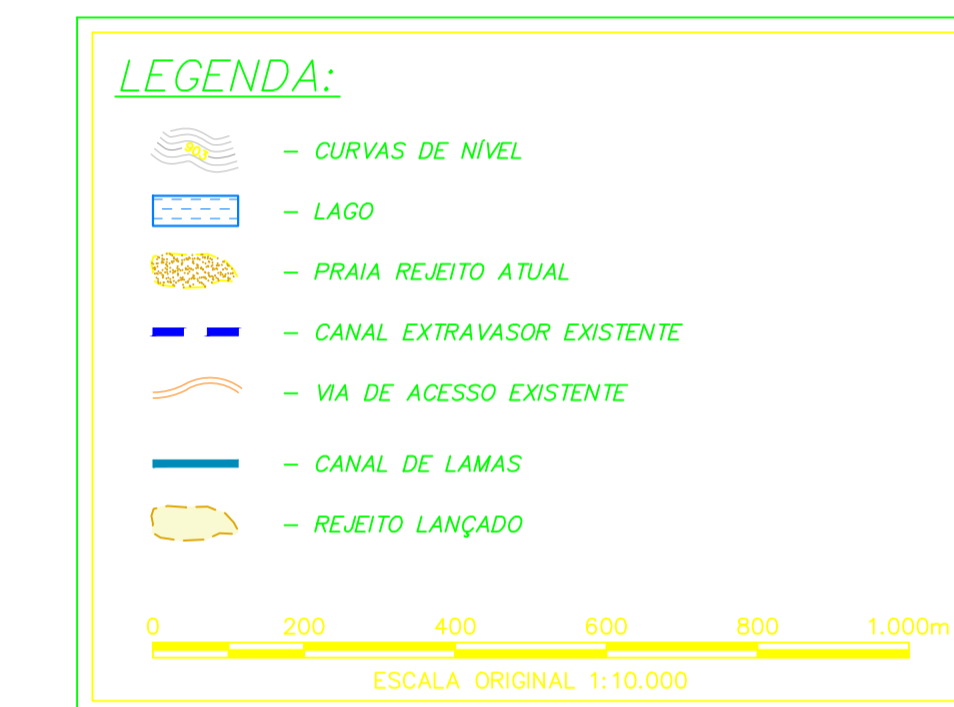 LEGENDA:
903
– CURVAS DE NÍVEL
– LAGO
– PRAIA REJEITO ATUAL
– CANAL EXTRAVASOR EXISTENTE
– VIA DE ACESSO EXISTENTE
– CANAL DE LAMAS
– REJEITO LANÇADO
0 200 400 600 800 1.000m
ESCALA ORIGINAL 1:10.000